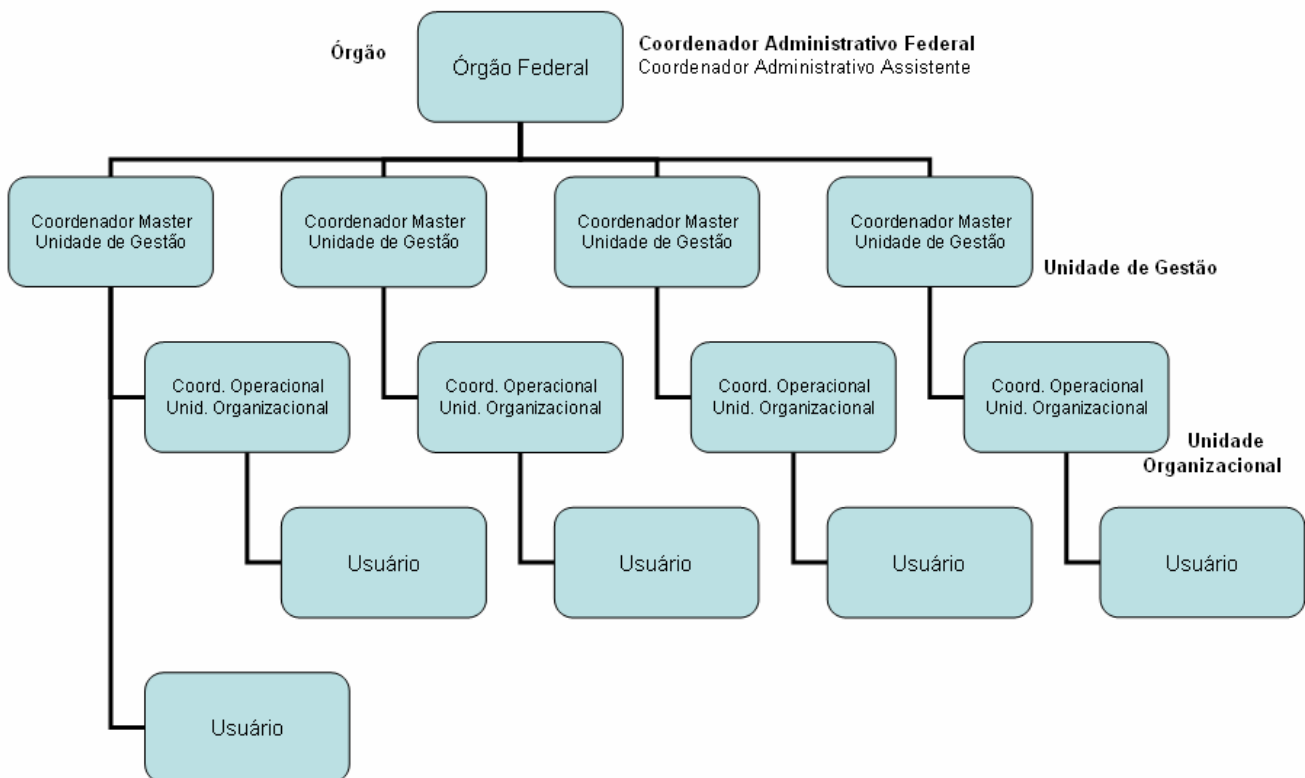 Órgão
Órgão Federal
Coordenador Administrativo Federal
Coordenador Administrativo Assistente
Coordenador Master
Unidade de Gestão
Coordenador Master
Unidade de Gestão
Coordenador Master
Unidade de Gestão
Coordenador Master
Unidade de Gestão
Unidade de Gestão
Coord. Operacional
Unid. Organizacional
Coord. Operacional
Unid. Organizacional
Coord. Operacional
Unid. Organizacional
Coord. Operacional
Unid. Organizacional
Unidade
Organizacional
Usuário
Usuário
Usuário
Usuário
Usuário